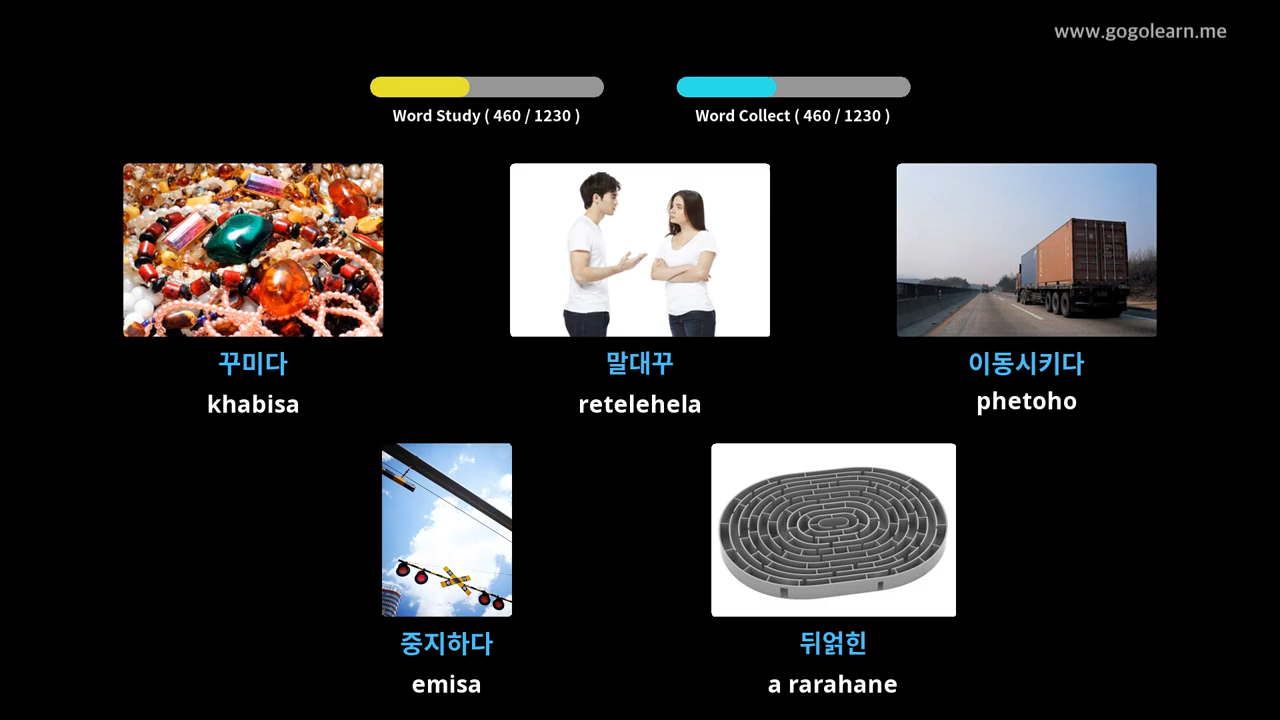 www.gogolearn.me
Word Study ( 460 / 1230 )
Word Collect ( 460 / 1230 )
꾸미다
khabisa
말대꾸
retelehela
이동시키다
phetoho
중지하다
emisa
뒤얽힌
a rarahane